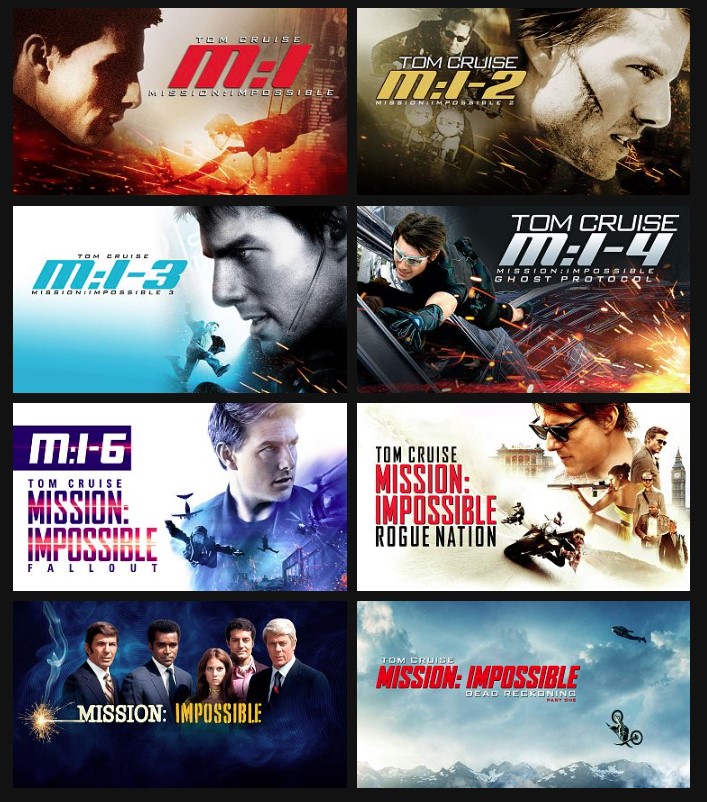 TOM CRUISE
M:I
MISSION:IMPOSSIBLE
TOM CRUISE
M:I-2
MISSION:IMPOSSIBLE 2
TOM CRUISE
M:I-3
MISSION:IMPOSSIBLE 3
TOM CRUISE
M:I-4
MISSION:IMPOSSIBLE
GHOST PROTOCOL
M:I-6
TOM CRUISE
MISSION:
IMPOSSIBLE
FALLOUT
TOM CRUISE
MISSION:
IMPOSSIBLE
ROGUE NATION
MISSION: IMPOSSIBLE
TOM CRUISE
MISSION: IMPOSSIBLE
DEAD RECKONING
PART ONE